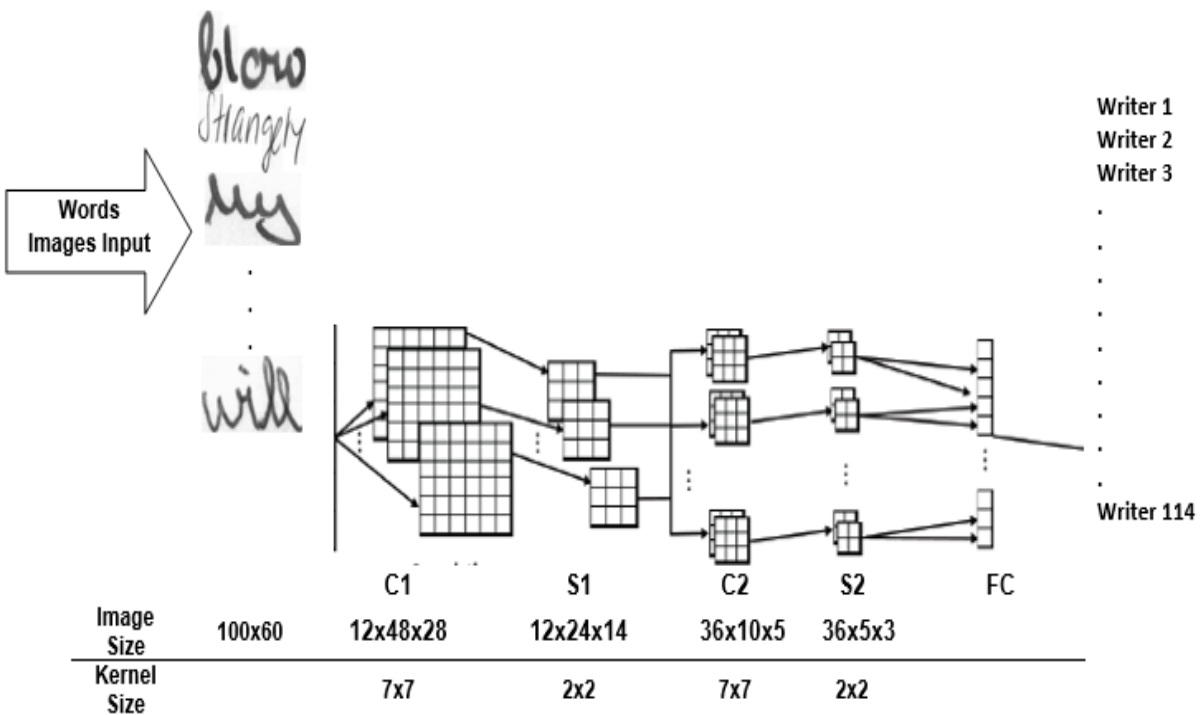 blow
Strangely
My
will
Words
Images Input
Writer 1
Writer 2
Writer 3
Writer 114
C1 S1 C2 S2 FC
Image
Size
100x60 12x48x28 12x24x14 36x10x5 36x5x3
Kernel
Size
7x7 2x2 7x7 2x2